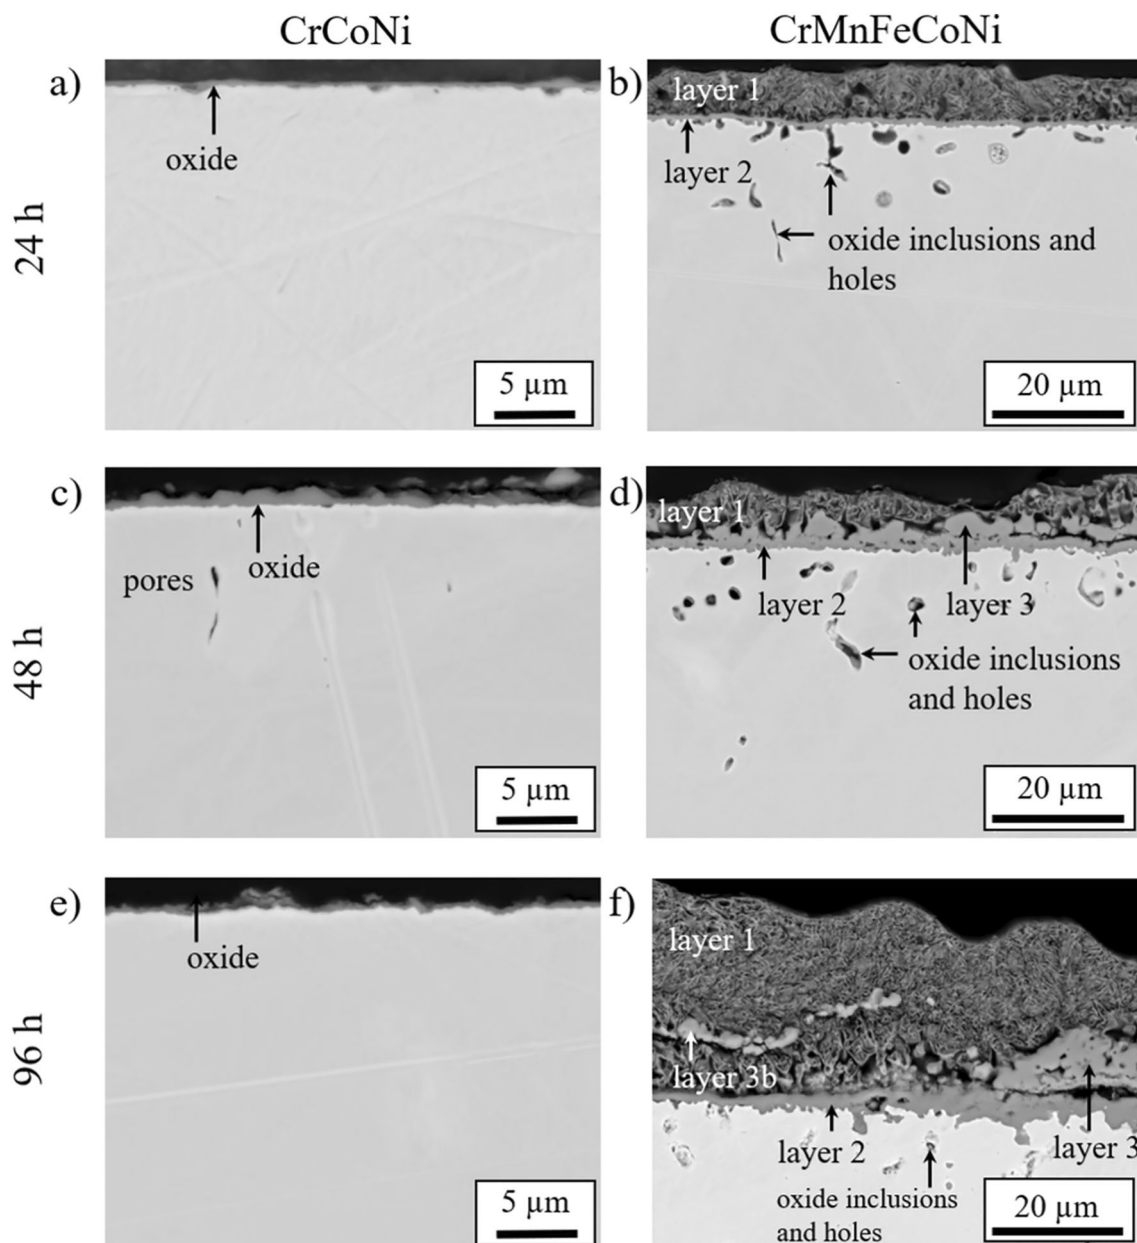 CrCoNi
CrMnFeCoNi
24 h
a)
oxide
5 µm
b)
layer 1
layer 2
oxide inclusions and
holes
20 µm
48 h
c)
pores
oxide
5 µm
d)
layer 1
layer 2
layer 3
oxide inclusions
and holes
20 µm
96 h
e)
oxide
5 µm
f)
layer 1
layer 3b
layer 2
layer 3
oxide inclusions
and holes
20 µm